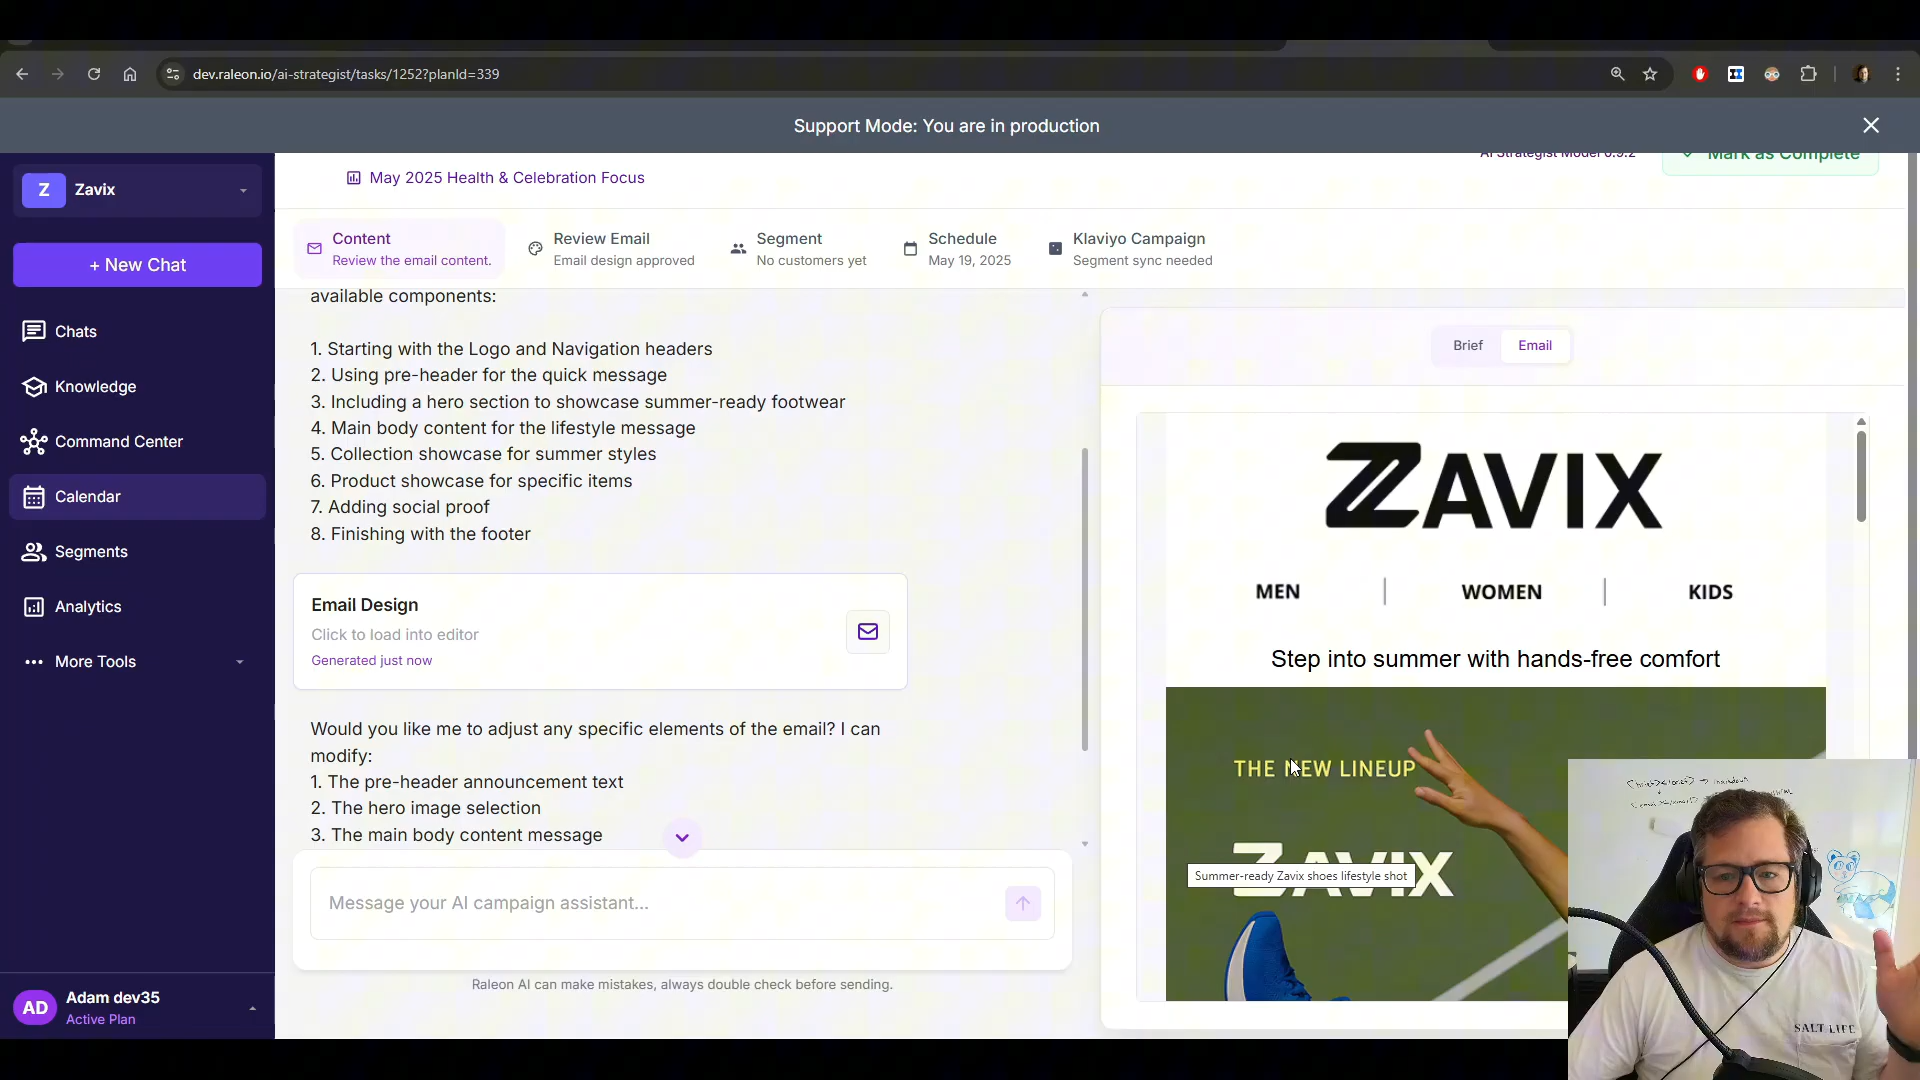 dev.raleon.io/ai-strategist/tasks/1252?planId=339
Support Mode: You are in production
Z Zavix
+ New Chat
Chats
Knowledge
Command Center
Calendar
Segments
Analytics
More Tools
AD Adam dev35
Active Plan
AI Strategist Model 0.9.2
Mark as Complete
May 2025 Health & Celebration Focus
Content
Review the email content.
Review Email
Email design approved
Segment
No customers yet
Schedule
May 19, 2025
Klaviyo Campaign
Segment sync needed
available components:
1. Starting with the Logo and Navigation headers
2. Using pre-header for the quick message
3. Including a hero section to showcase summer-ready footwear
4. Main body content for the lifestyle message
5. Collection showcase for summer styles
6. Product showcase for specific items
7. Adding social proof
8. Finishing with the footer
Email Design
Click to load into editor
Generated just now
Would you like me to adjust any specific elements of the email? I can
modify:
1. The pre-header announcement text
2. The hero image selection
3. The main body content message
Message your AI campaign assistant...
Raleon AI can make mistakes, always double check before sending.
Brief Email
ZAVIX
MEN | WOMEN | KIDS
Step into summer with hands-free comfort
THE NEW LINEUP
ZAVIX
Summer-ready Zavix shoes lifestyle shot
SALT LIFE